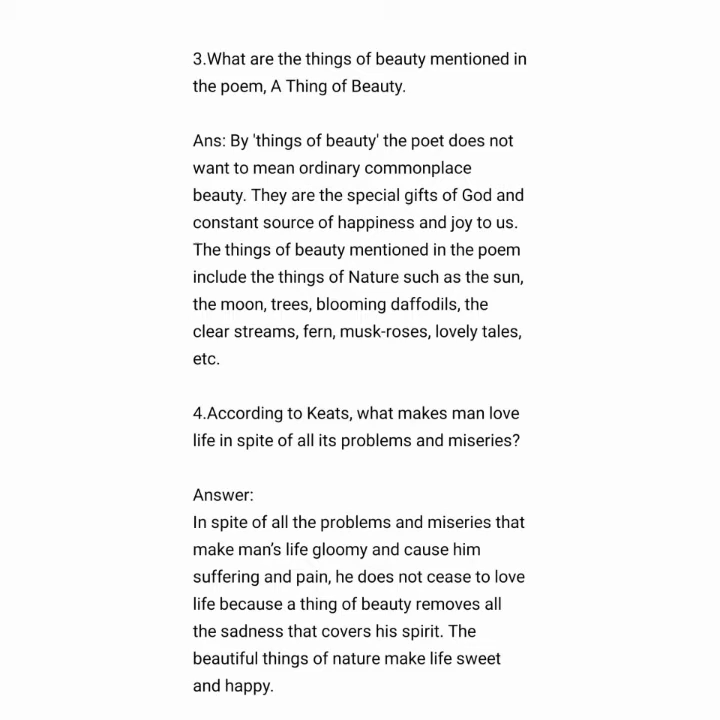 3.What are the things of beauty mentioned in
the poem, A Thing of Beauty.
Ans: By 'things of beauty' the poet does not
want to mean ordinary commonplace
beauty. They are the special gifts of God and
constant source of happiness and joy to us.
The things of beauty mentioned in the poem
include the things of Nature such as the sun,
the moon, trees, blooming daffodils, the
clear streams, fern, musk-roses, lovely tales,
etc.
4.According to Keats, what makes man love
life in spite of all its problems and miseries?
Answer:
In spite of all the problems and miseries that
make man’s life gloomy and cause him
suffering and pain, he does not cease to love
life because a thing of beauty removes all
the sadness that covers his spirit. The
beautiful things of nature make life sweet
and happy.